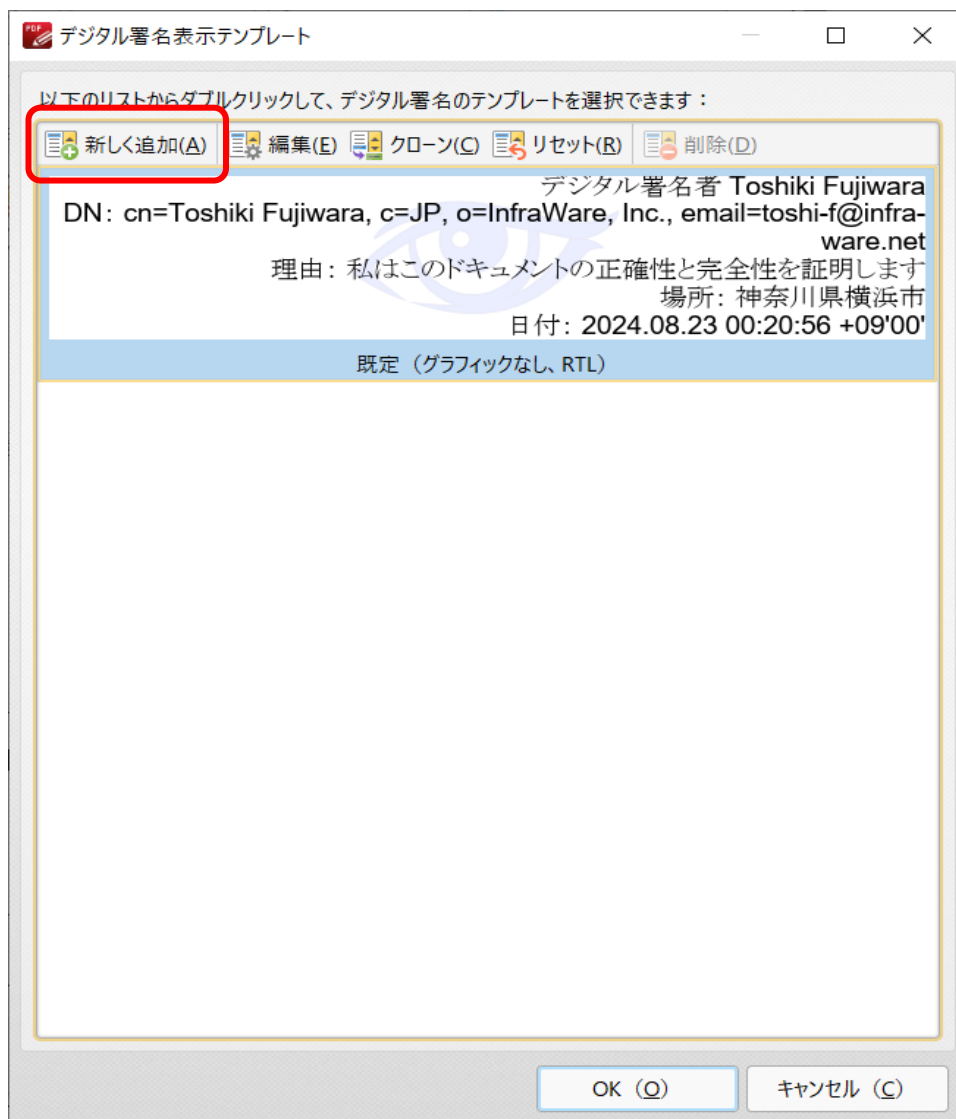 PDF
デジタル署名表示テンプレート
以下のリストからダブルクリックして、デジタル署名のテンプレートを選択できます：
新しく追加(A) 編集(E) クローン(C) リセット(R) 削除(D)
デジタル署名者 Toshiki Fujiwara
DN： cn=Toshiki Fujiwara, c=JP, o=InfraWare, Inc., email=toshi-f@infra-
ware.net
理由： 私はこのドキュメントの正確性と完全性を証明します
場所： 神奈川県横浜市
日付： 2024.08.23 00:20:56 +09'00'
既定（グラフィックなし、RTL）
OK（O） キャンセル（C）